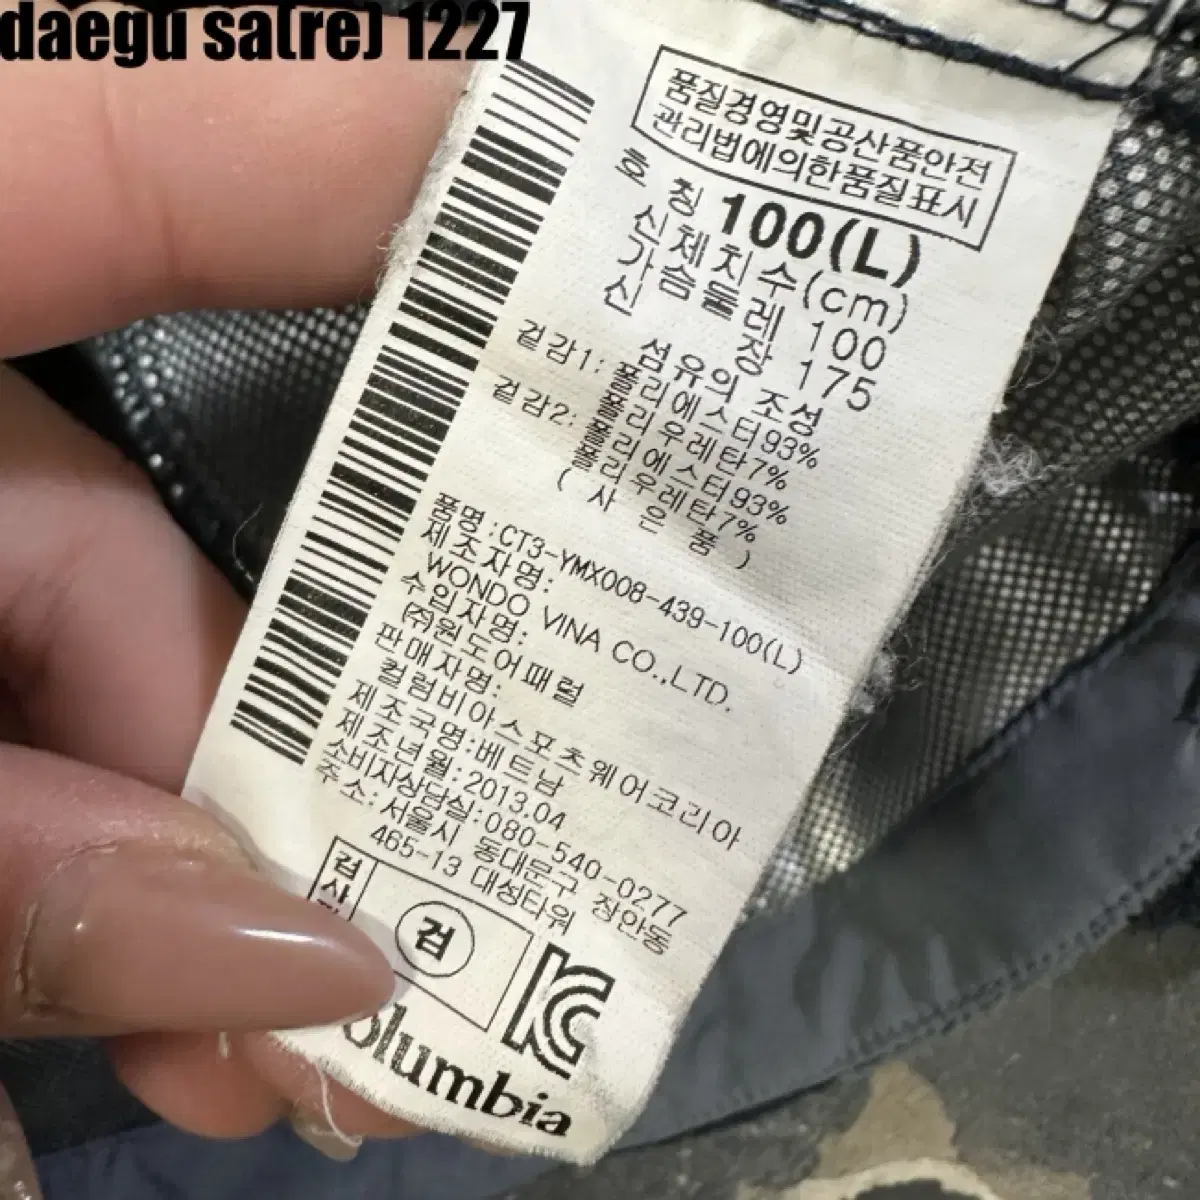 daegu sa(re) 1227
품질경영및공산품안전
관리법에의한품질표시
호 칭 100(L)
신체치수(cm)
가슴둘레 100
신 장 175
섬유의 조성
겉감1: 폴리에스터93%
폴리우레탄7%
겉감2: 폴리에스터93%
폴리우레탄7%
( 사 은 품 )
품명:CT3-YMX008-439-100(L)
제조자명:
WONDO VINA CO.,LTD.
수입자명:
(주)원도어패럴
판매자명:
컬럼비아스포츠웨어코리아
제조국명:베트남
제조년월:2013.04
소비자상담실:080-540-0277
주소:서울시 동대문구 장안동
465-13 대성타워
검사
검
KC
olumbia